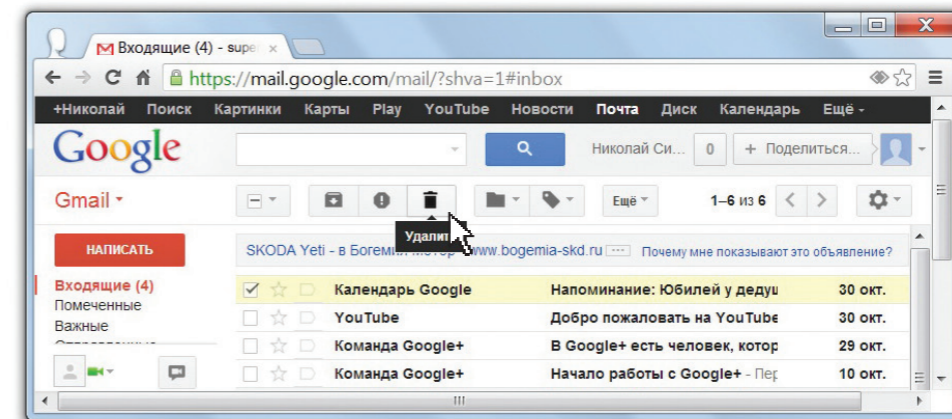 Входящие (4) - supe
https://mail.google.com/mail/?shva=1#inbox
+Николай Поиск Картинки Карты Play YouTube Новости Почта Диск Календарь Ещё
Google Николай Си... 0 + Поделиться...
Gmail Ещё 1–6 из 6
Удалит
НАПИСАТЬ SKODA Yeti - в Богемия www.bogemia-skd.ru Почему мне показывают это объявление?
Входящие (4) Календарь Google Напоминание: Юбилей у дедуш 30 окт.
Помеченные
Важные YouTube Добро пожаловать на YouTube 30 окт.
Команда Google+ В Google+ есть человек, котор 29 окт.
Команда Google+ Начало работы с Google+ - Пер 10 окт.